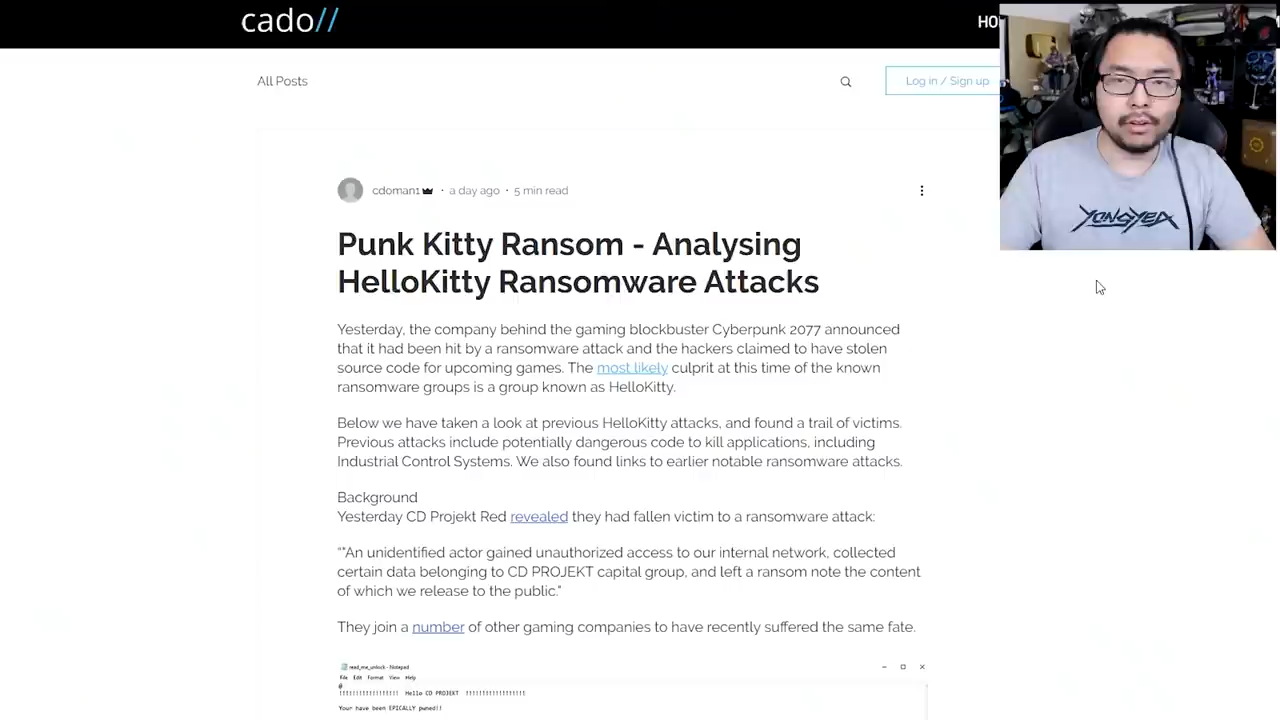 cado//
HO
All Posts
Log in / Sign up
cdoman1 · a day ago · 5 min read
Punk Kitty Ransom - Analysing
HelloKitty Ransomware Attacks
Yesterday, the company behind the gaming blockbuster Cyberpunk 2077 announced
that it had been hit by a ransomware attack and the hackers claimed to have stolen
source code for upcoming games. The most likely culprit at this time of the known
ransomware groups is a group known as HelloKitty.
Below we have taken a look at previous HelloKitty attacks, and found a trail of victims.
Previous attacks include potentially dangerous code to kill applications, including
Industrial Control Systems. We also found links to earlier notable ransomware attacks.
Background
Yesterday CD Projekt Red revealed they had fallen victim to a ransomware attack:
“"An unidentified actor gained unauthorized access to our internal network, collected
certain data belonging to CD PROJEKT capital group, and left a ransom note the content
of which we release to the public."
They join a number of other gaming companies to have recently suffered the same fate.
read_me_unlock - Notepad
File Edit Format View Help
!!!!!!!!!!!!!!!!!! Hello CD PROJEKT !!!!!!!!!!!!!!!!!!
Your have been EPICALLY pwned!!
YONGYEA